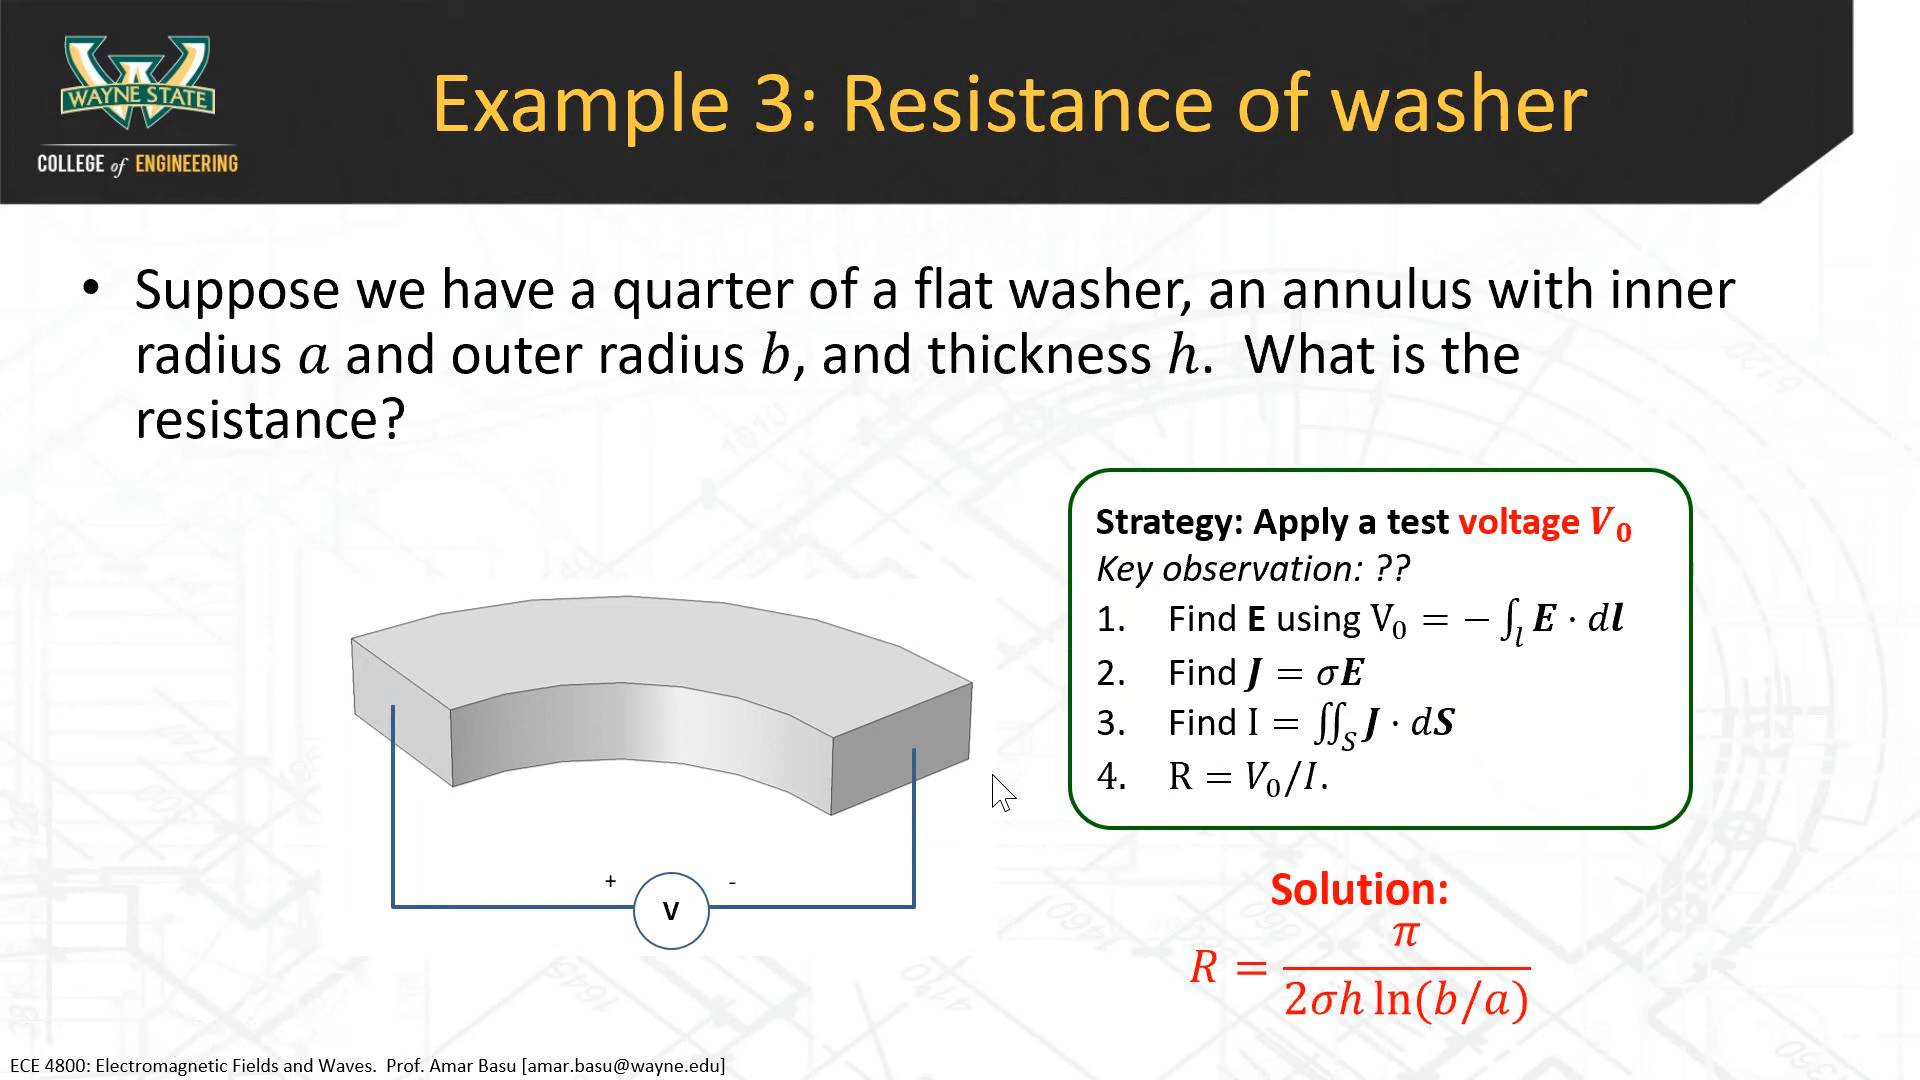 WAYNE STATE
COLLEGE of ENGINEERING
Example 3: Resistance of washer
• Suppose we have a quarter of a flat washer, an annulus with inner
radius a and outer radius b, and thickness h. What is the
resistance?
Strategy: Apply a test voltage V₀
Key observation: ??
1. Find E using V₀ = − ∫ₗ E · dl
2. Find J = σE
3. Find I = ∬_S J · dS
4. R = V₀/I.
+ -
V
Solution:
R = π / (2σh ln(b/a))
ECE 4800: Electromagnetic Fields and Waves. Prof. Amar Basu [amar.basu@wayne.edu]